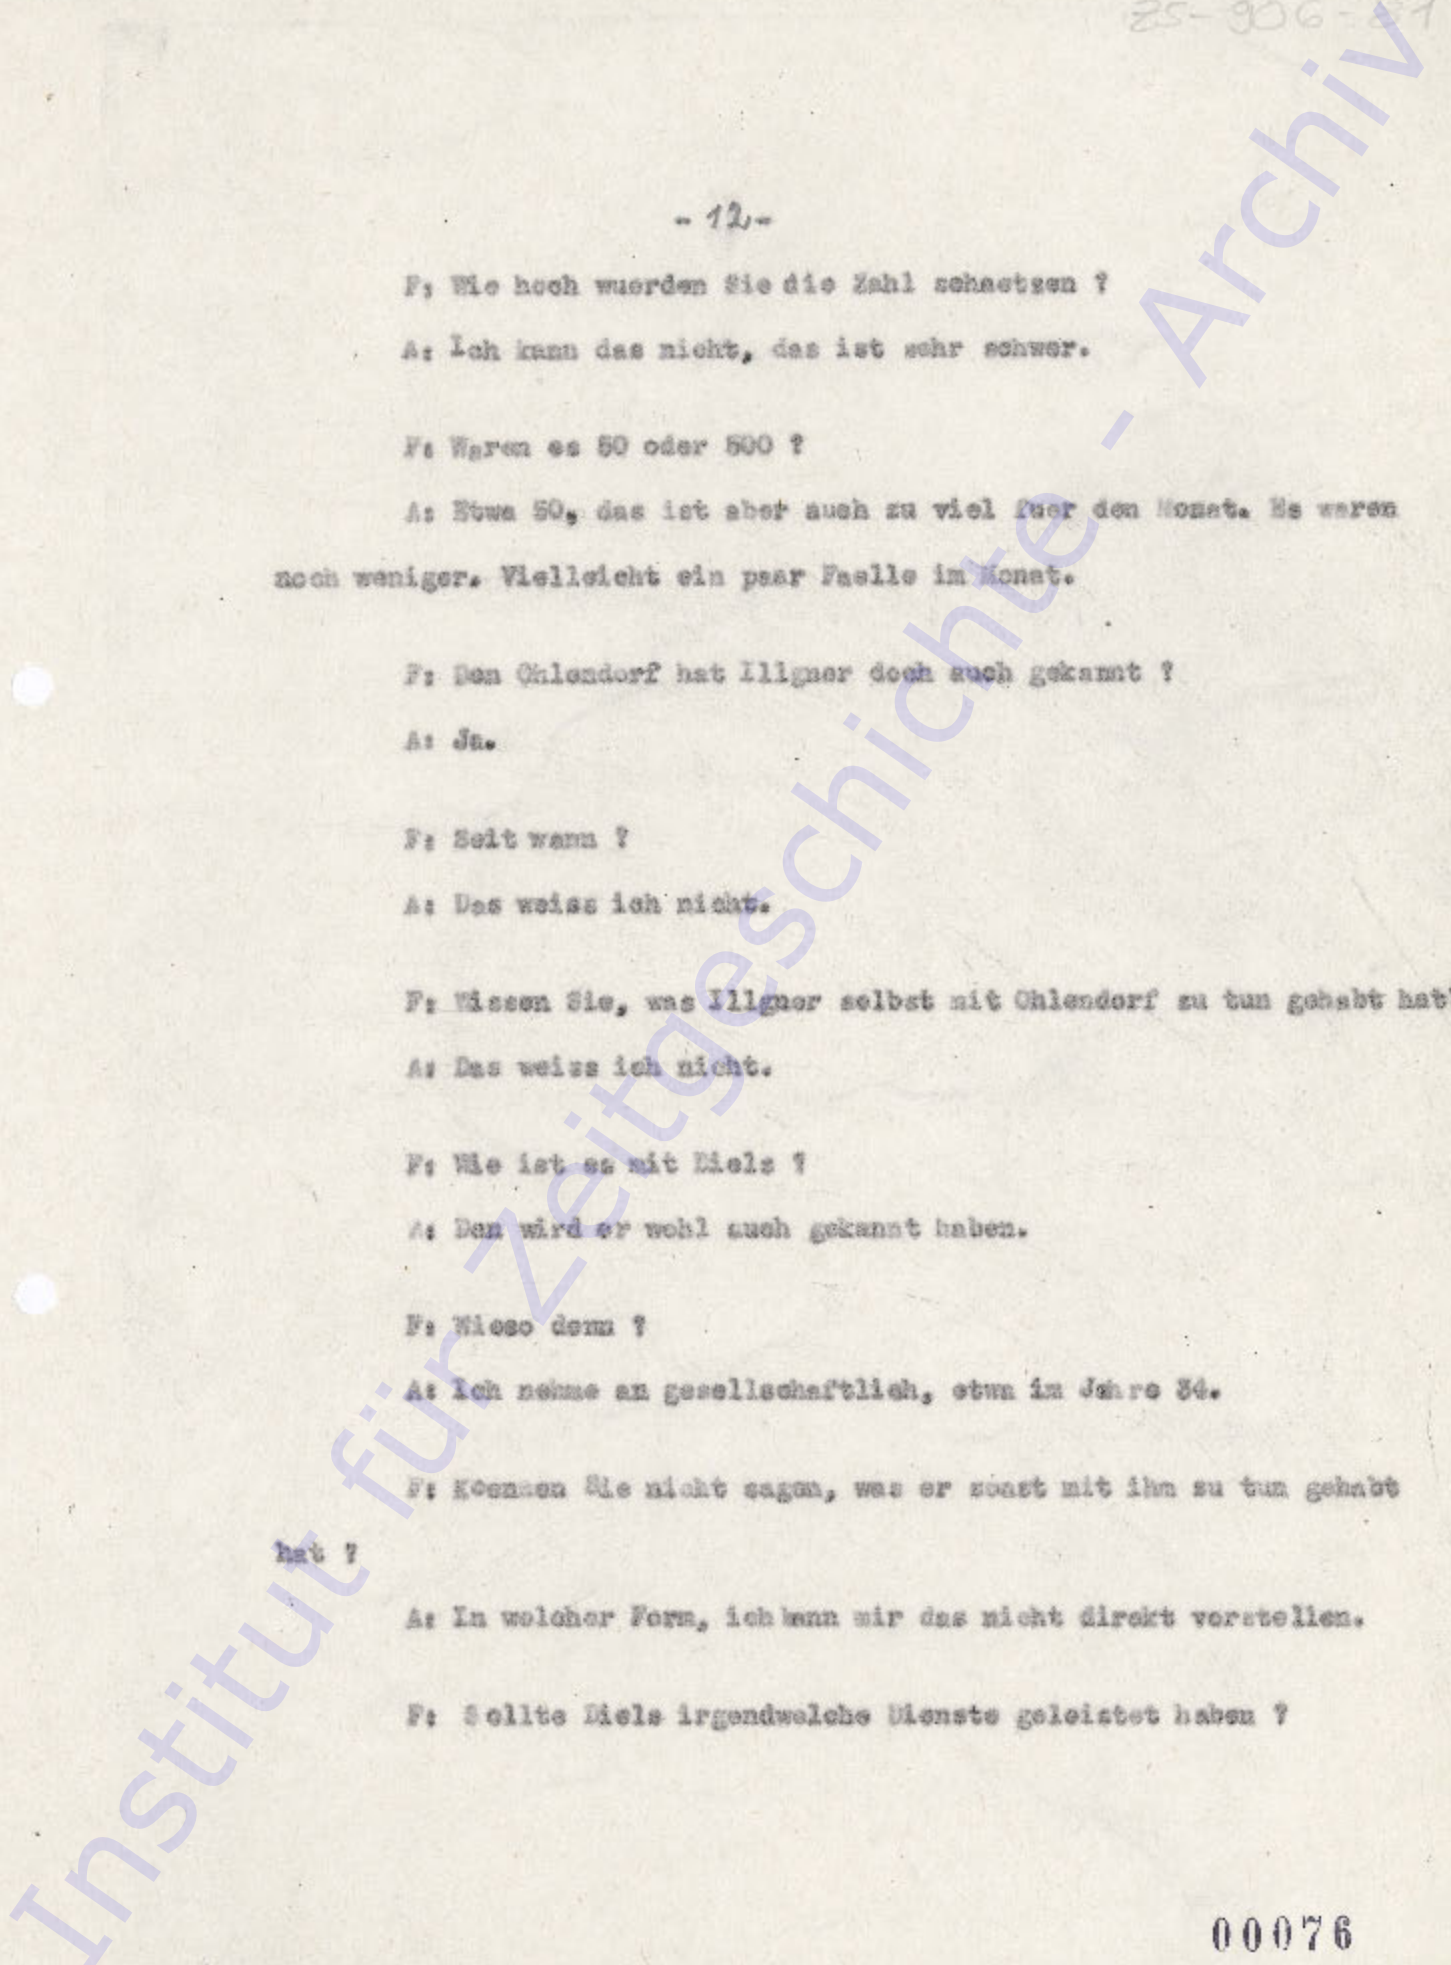 ZS-906-81
- 12 -
F: Wie hoch wuerden Sie die Zahl schaetzen ?
A: Ich kann das nicht, das ist sehr schwer.
F: Waren es 50 oder 500 ?
A: Etwa 50, das ist aber auch zu viel fuer den Monat. Es waren
noch weniger. Vielleicht ein paar Faelle im Monat.
F: Den Ohlendorf hat Illgner doch auch gekannt ?
A: Ja.
F: Seit wann ?
A: Das weiss ich nicht.
F: Wissen Sie, was Illgner selbst mit Ohlendorf zu tun gehabt hat
A: Das weiss ich nicht.
F: Wie ist es mit Diels ?
A: Den wird er wohl auch gekannt haben.
F: Wieso denn ?
A: Ich nehme an gesellschaftlich, etwa im Jahre 34.
F: Koennen Sie nicht sagen, was er sonst mit ihm zu tun gehabt
hat ?
A: In welcher Form, ich kann mir das nicht direkt vorstellen.
F: Sollte Diels irgendwelche Dienste geleistet haben ?
00076
Institut für Zeitgeschichte - Archiv